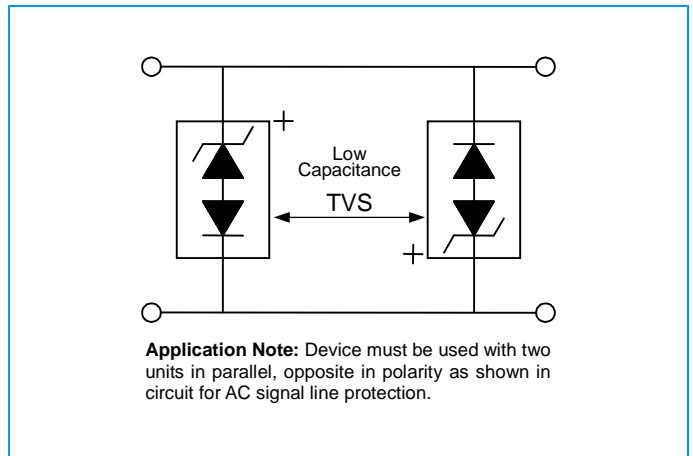 +
Low
Capacitance
TVS
+
Application Note: Device must be used with two
units in parallel, opposite in polarity as shown in
circuit for AC signal line protection.